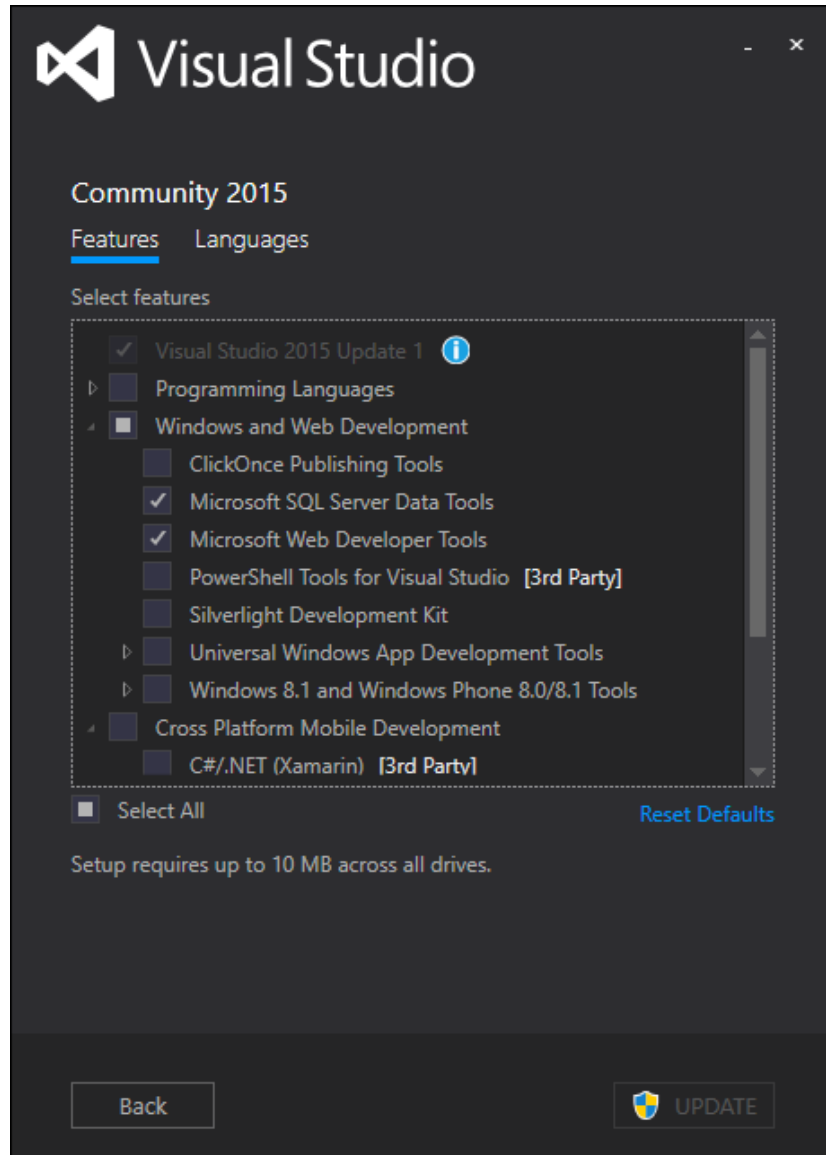 Visual Studio
Community 2015
Features Languages
Select features
Visual Studio 2015 Update 1
Programming Languages
Windows and Web Development
ClickOnce Publishing Tools
Microsoft SQL Server Data Tools
Microsoft Web Developer Tools
PowerShell Tools for Visual Studio [3rd Party]
Silverlight Development Kit
Universal Windows App Development Tools
Windows 8.1 and Windows Phone 8.0/8.1 Tools
Cross Platform Mobile Development
C#/.NET (Xamarin) [3rd Party]
Select All Reset Defaults
Setup requires up to 10 MB across all drives.
Back UPDATE